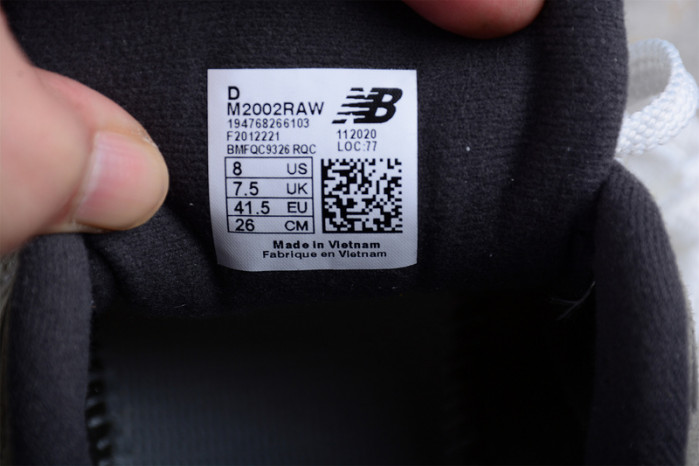 D
M2002RAW
194768266103
F2012221
BMFQC9326 RQC
NB
112020
LOC:77
8 US
7.5 UK
41.5 EU
26 CM
Made in Vietnam
Fabrique en Vietnam